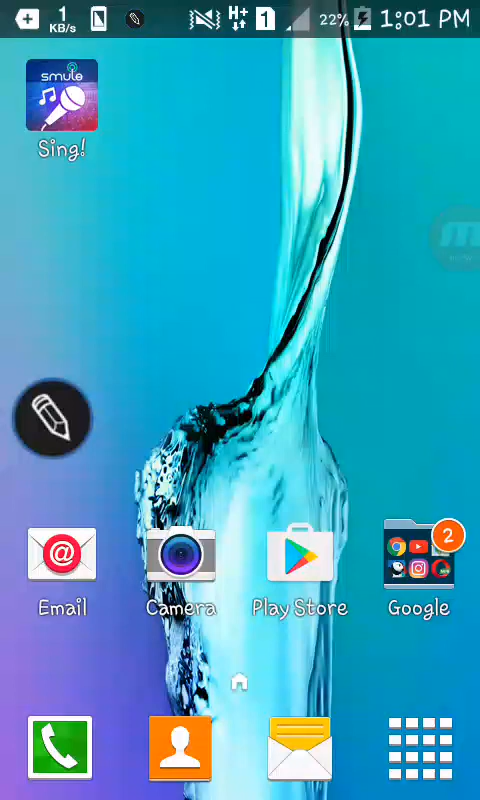 1 KB/s H+ 1 22% 1:01 PM
smule
Sing!
m
2
@
Email Camera Play Store Google